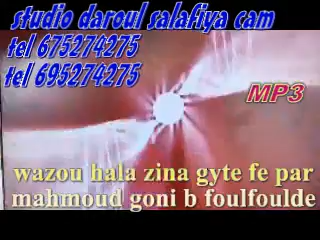 studio daroul salafiya cam
tel 675274275
tel 695274275
MP3
wazou hala zina gyte fe par
mahmoud goni b foulfoulde